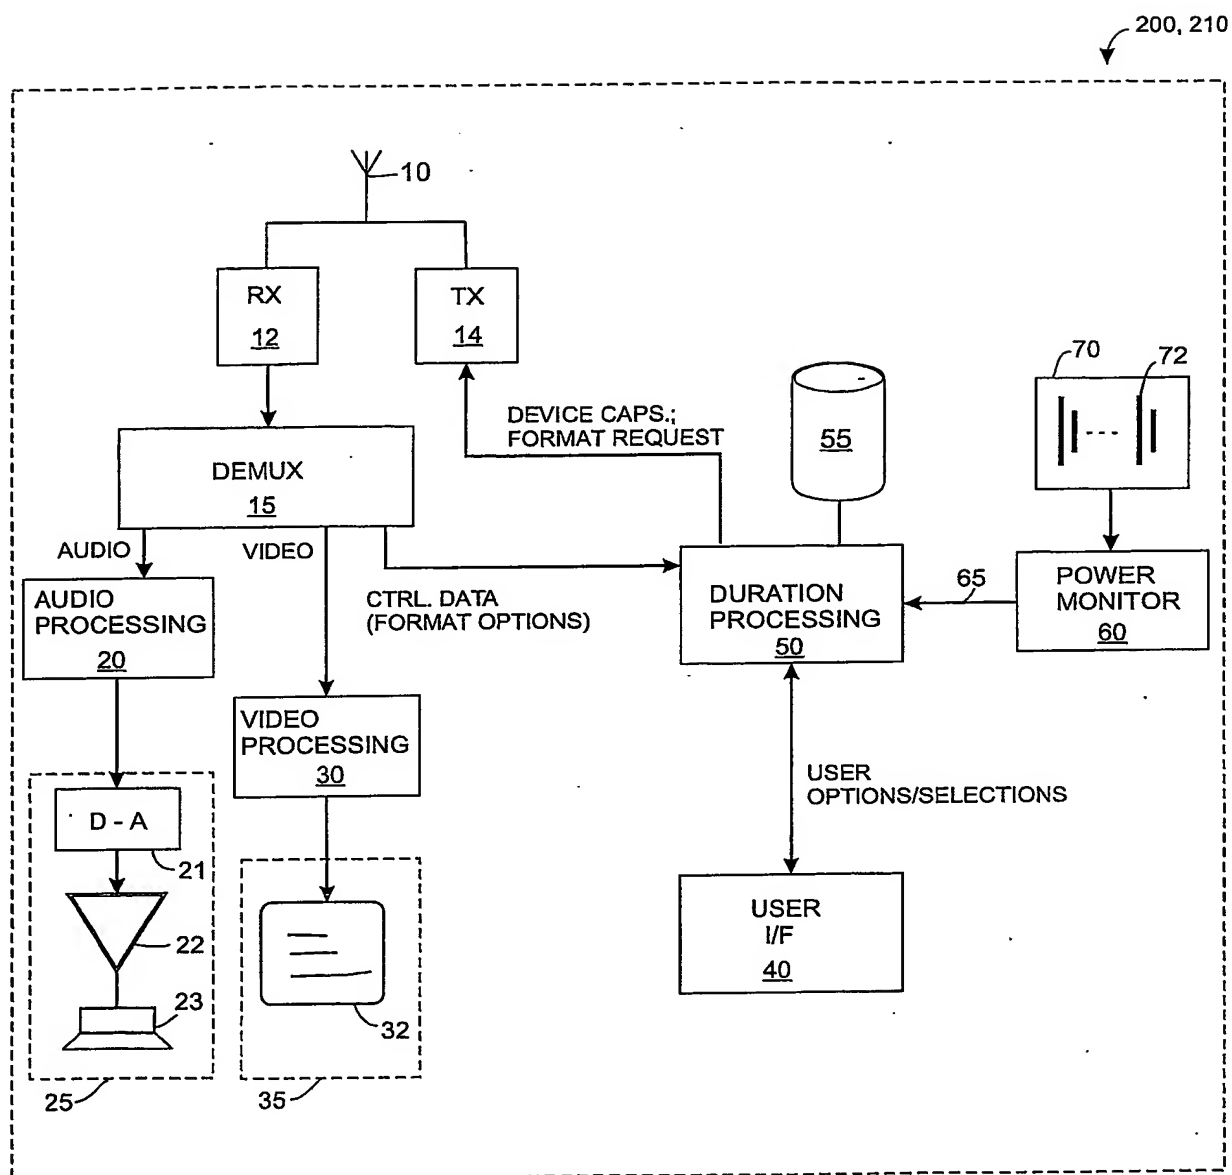 200, 210
10
RX
12
TX
14
70
72
DEVICE CAPS.;
FORMAT REQUEST
55
DEMUX
15
AUDIO
VIDEO
CTRL. DATA
(FORMAT OPTIONS)
AUDIO
PROCESSING
20
DURATION
PROCESSING
50
65
POWER
MONITOR
60
VIDEO
PROCESSING
30
USER
OPTIONS/SELECTIONS
D - A
21
22
23
25
32
35
USER
I/F
40